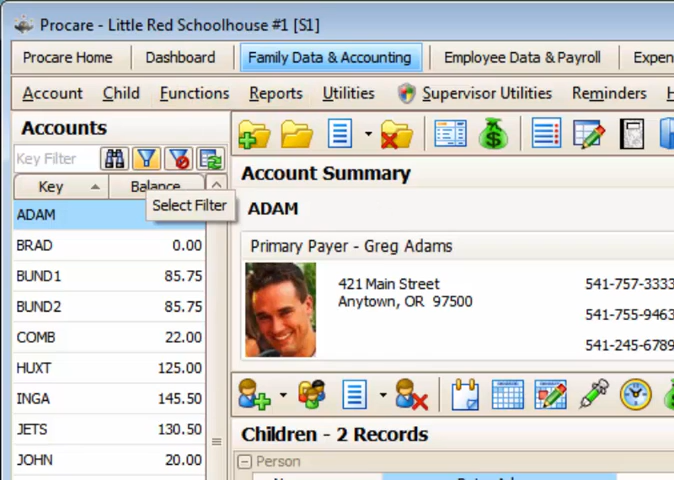 Procare - Little Red Schoolhouse #1 [S1]
Procare Home Dashboard Family Data & Accounting Employee Data & Payroll Expen
Account Child Functions Reports Utilities Supervisor Utilities Reminders
Accounts
Key Filter
Key Balance
Select Filter
ADAM
BRAD 0.00
BUND1 85.75
BUND2 85.75
COMB 22.00
HUXT 125.00
INGA 145.50
JETS 130.50
JOHN 20.00
Account Summary
ADAM
Primary Payer - Greg Adams
421 Main Street 541-757-3333
Anytown, OR 97500
541-755-9463
541-245-6789
Children - 2 Records
Person